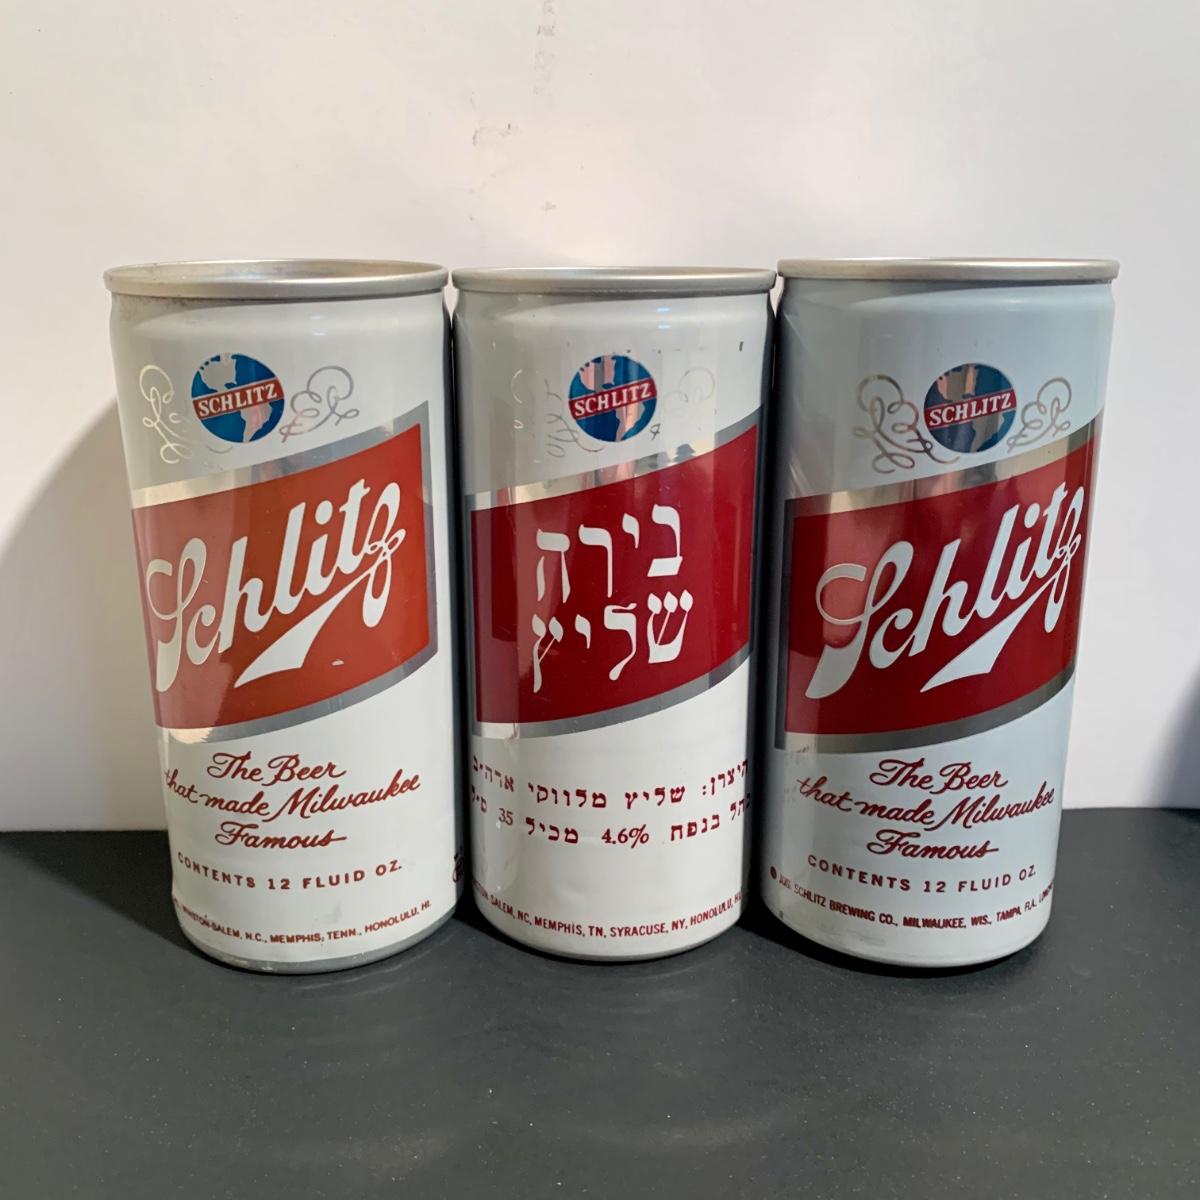 SCHLITZ
Schlitz
The Beer
that made Milwaukee
Famous
CONTENTS 12 FLUID OZ.
WINSTON-SALEM, N.C., MEMPHIS, TENN., HONOLULU, HI.
SCHLITZ
בירה
שליץ
היצרן: שליץ מלווקי ארה״ב
בנפח 4.6% מכיל 35
SALEM, NC, MEMPHIS, TN, SYRACUSE, NY, HONOLULU,
SCHLITZ
Schlitz
The Beer
that made Milwaukee
Famous
CONTENTS 12 FLUID OZ.
JOS. SCHLITZ BREWING CO., MILWAUKEE, WIS., TAMPA, FLA.,